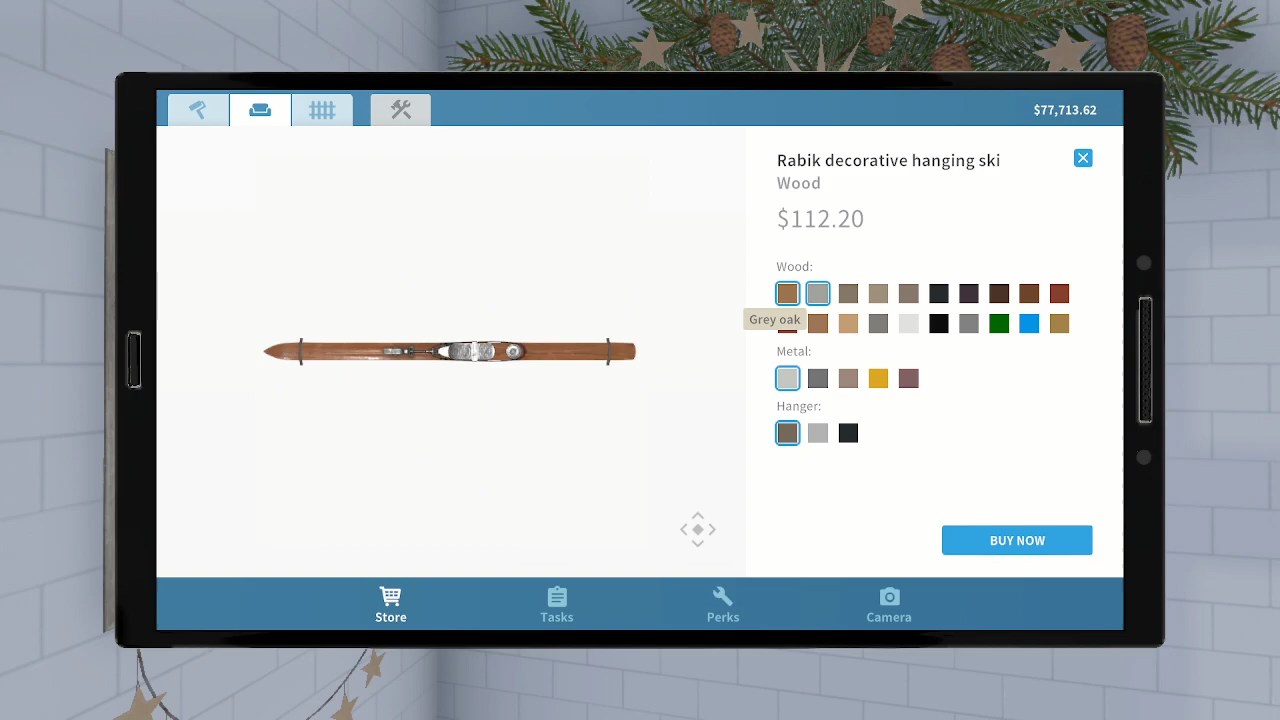 $77,713.62
Rabik decorative hanging ski
Wood
$112.20
Wood:
Grey oak
Metal:
Hanger:
BUY NOW
Store
Tasks
Perks
Camera